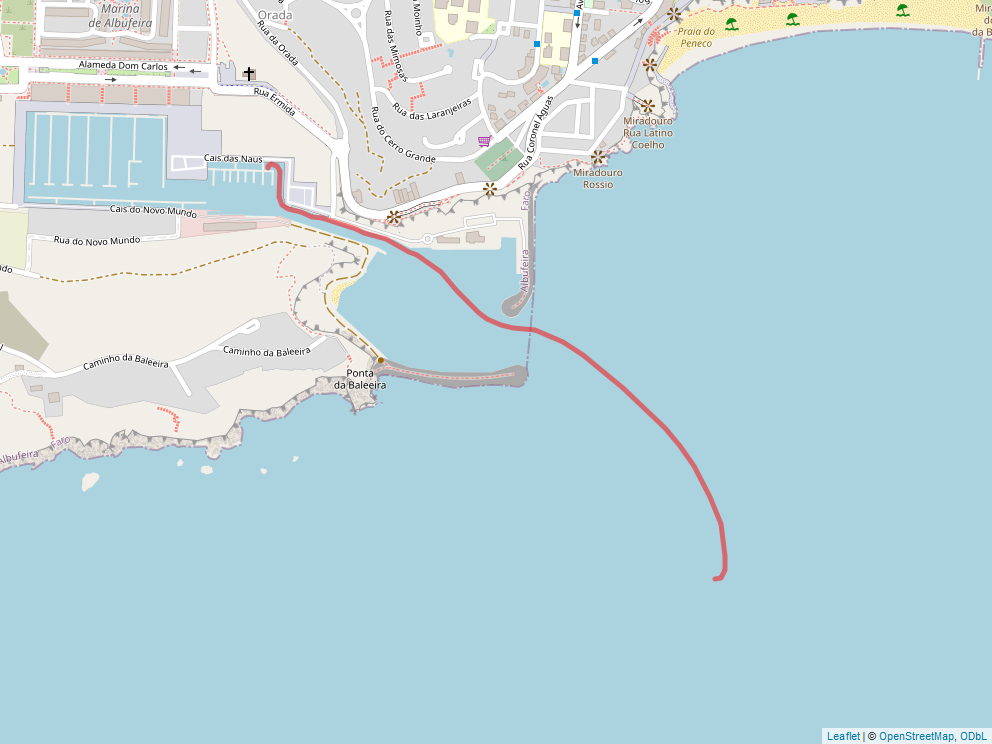 Orada
Marina
de Albufeira
Rua da Orada
Rua das Mimosas
Moinho
Praia do
Peneco
Alameda Dom Carlos
Rua Ermida
Rua das Laranjeiras
Rua do Cerro Grande
Rua Coronel Águas
Miradouro
Rua Latino
Coelho
Cais das Naus
Miradouro
Rossio
Cais do Novo Mundo
Rua do Novo Mundo
Faro
Albufeira
Caminho da Baleeira
Caminho da Baleeira
Ponta
da Baleeira
Faro
Albufeira
Leaflet | © OpenStreetMap, ODbL